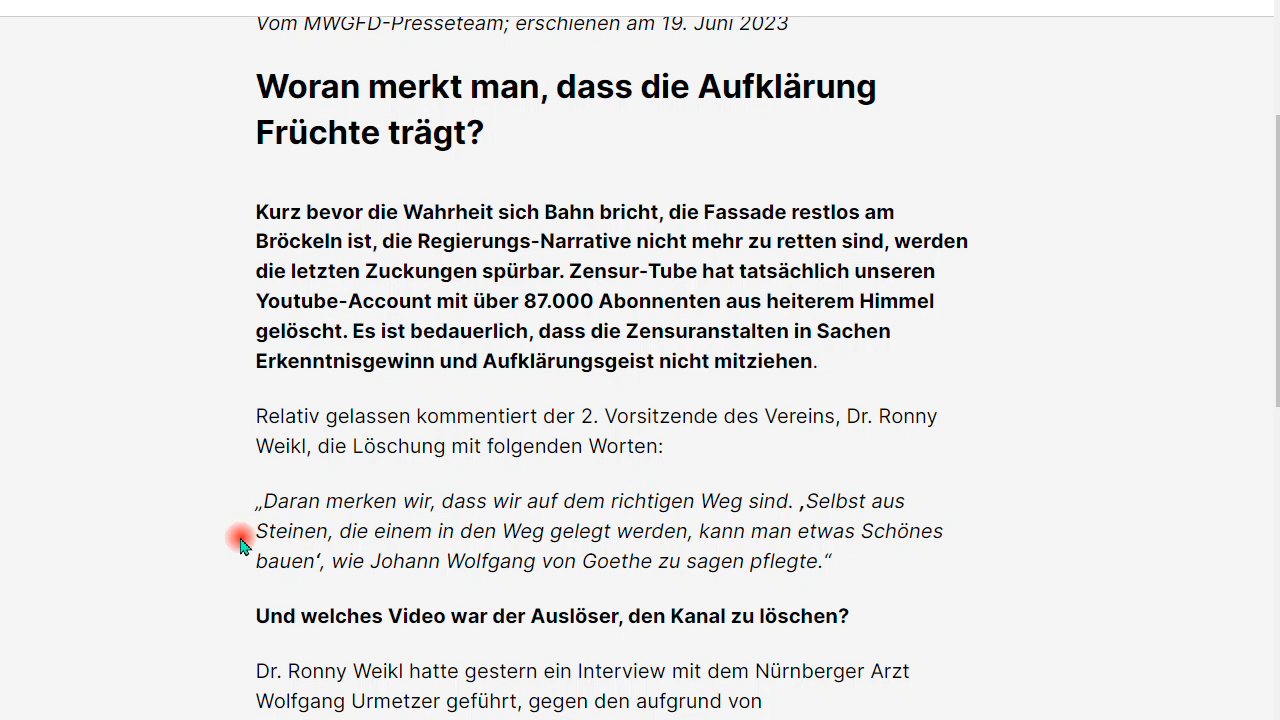 Vom MWGFD-Presseteam; erschienen am 19. Juni 2023
Woran merkt man, dass die Aufklärung
Früchte trägt?
Kurz bevor die Wahrheit sich Bahn bricht, die Fassade restlos am
Bröckeln ist, die Regierungs-Narrative nicht mehr zu retten sind, werden
die letzten Zuckungen spürbar. Zensur-Tube hat tatsächlich unseren
Youtube-Account mit über 87.000 Abonnenten aus heiterem Himmel
gelöscht. Es ist bedauerlich, dass die Zensuranstalten in Sachen
Erkenntnisgewinn und Aufklärungsgeist nicht mitziehen.
Relativ gelassen kommentiert der 2. Vorsitzende des Vereins, Dr. Ronny
Weikl, die Löschung mit folgenden Worten:
„Daran merken wir, dass wir auf dem richtigen Weg sind. ‚Selbst aus
Steinen, die einem in den Weg gelegt werden, kann man etwas Schönes
bauen‘, wie Johann Wolfgang von Goethe zu sagen pflegte.“
Und welches Video war der Auslöser, den Kanal zu löschen?
Dr. Ronny Weikl hatte gestern ein Interview mit dem Nürnberger Arzt
Wolfgang Urmetzer geführt, gegen den aufgrund von